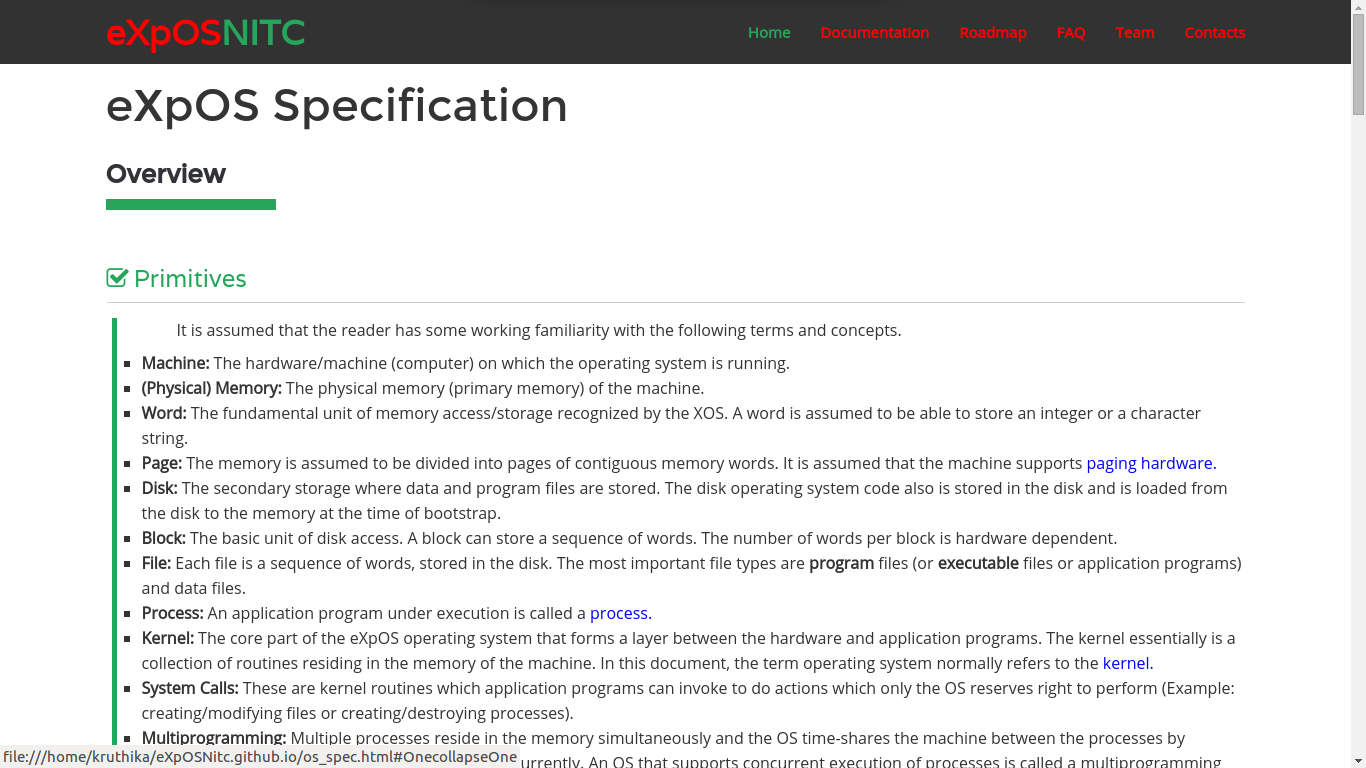 eXpOSNITC
Home Documentation Roadmap FAQ Team Contacts
eXpOS Specification
Overview
Primitives
It is assumed that the reader has some working familiarity with the following terms and concepts.
Machine: The hardware/machine (computer) on which the operating system is running.
(Physical) Memory: The physical memory (primary memory) of the machine.
Word: The fundamental unit of memory access/storage recognized by the XOS. A word is assumed to be able to store an integer or a character
string.
Page: The memory is assumed to be divided into pages of contiguous memory words. It is assumed that the machine supports paging hardware.
Disk: The secondary storage where data and program files are stored. The disk operating system code also is stored in the disk and is loaded from
the disk to the memory at the time of bootstrap.
Block: The basic unit of disk access. A block can store a sequence of words. The number of words per block is hardware dependent.
File: Each file is a sequence of words, stored in the disk. The most important file types are program files (or executable files or application programs)
and data files.
Process: An application program under execution is called a process.
Kernel: The core part of the eXpOS operating system that forms a layer between the hardware and application programs. The kernel essentially is a
collection of routines residing in the memory of the machine. In this document, the term operating system normally refers to the kernel.
System Calls: These are kernel routines which application programs can invoke to do actions which only the OS reserves right to perform (Example:
creating/modifying files or creating/destroying processes).
Multiprogramming: Multiple processes reside in the memory simultaneously and the OS time-shares the machine between the processes by
file:///home/kruthika/eXpOSNitc.github.io/os_spec.html#OnecollapseOne
urrently. An OS that supports concurrent execution of processes is called a multiprogramming